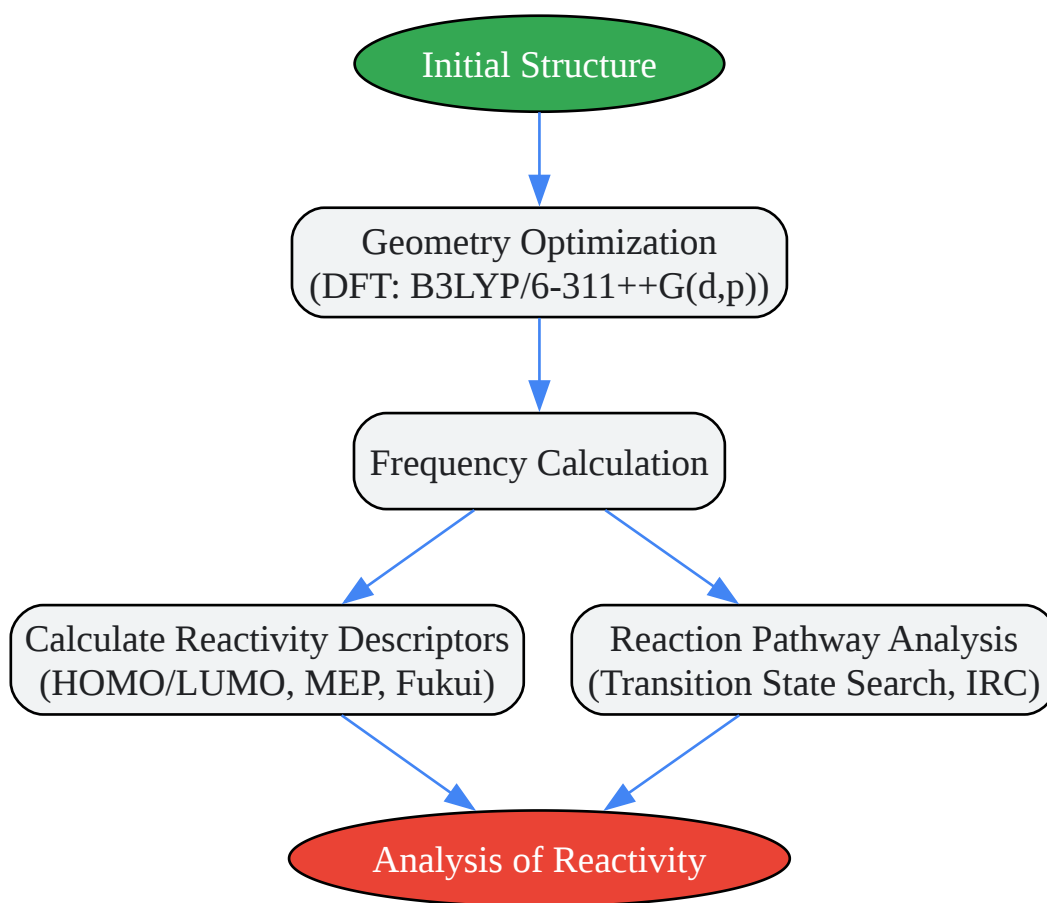 Initial Structure
Geometry Optimization
(DFT: B3LYP/6-311++G(d,p))
Frequency Calculation
Calculate Reactivity Descriptors
(HOMO/LUMO, MEP, Fukui)
Reaction Pathway Analysis
(Transition State Search, IRC)
Analysis of Reactivity